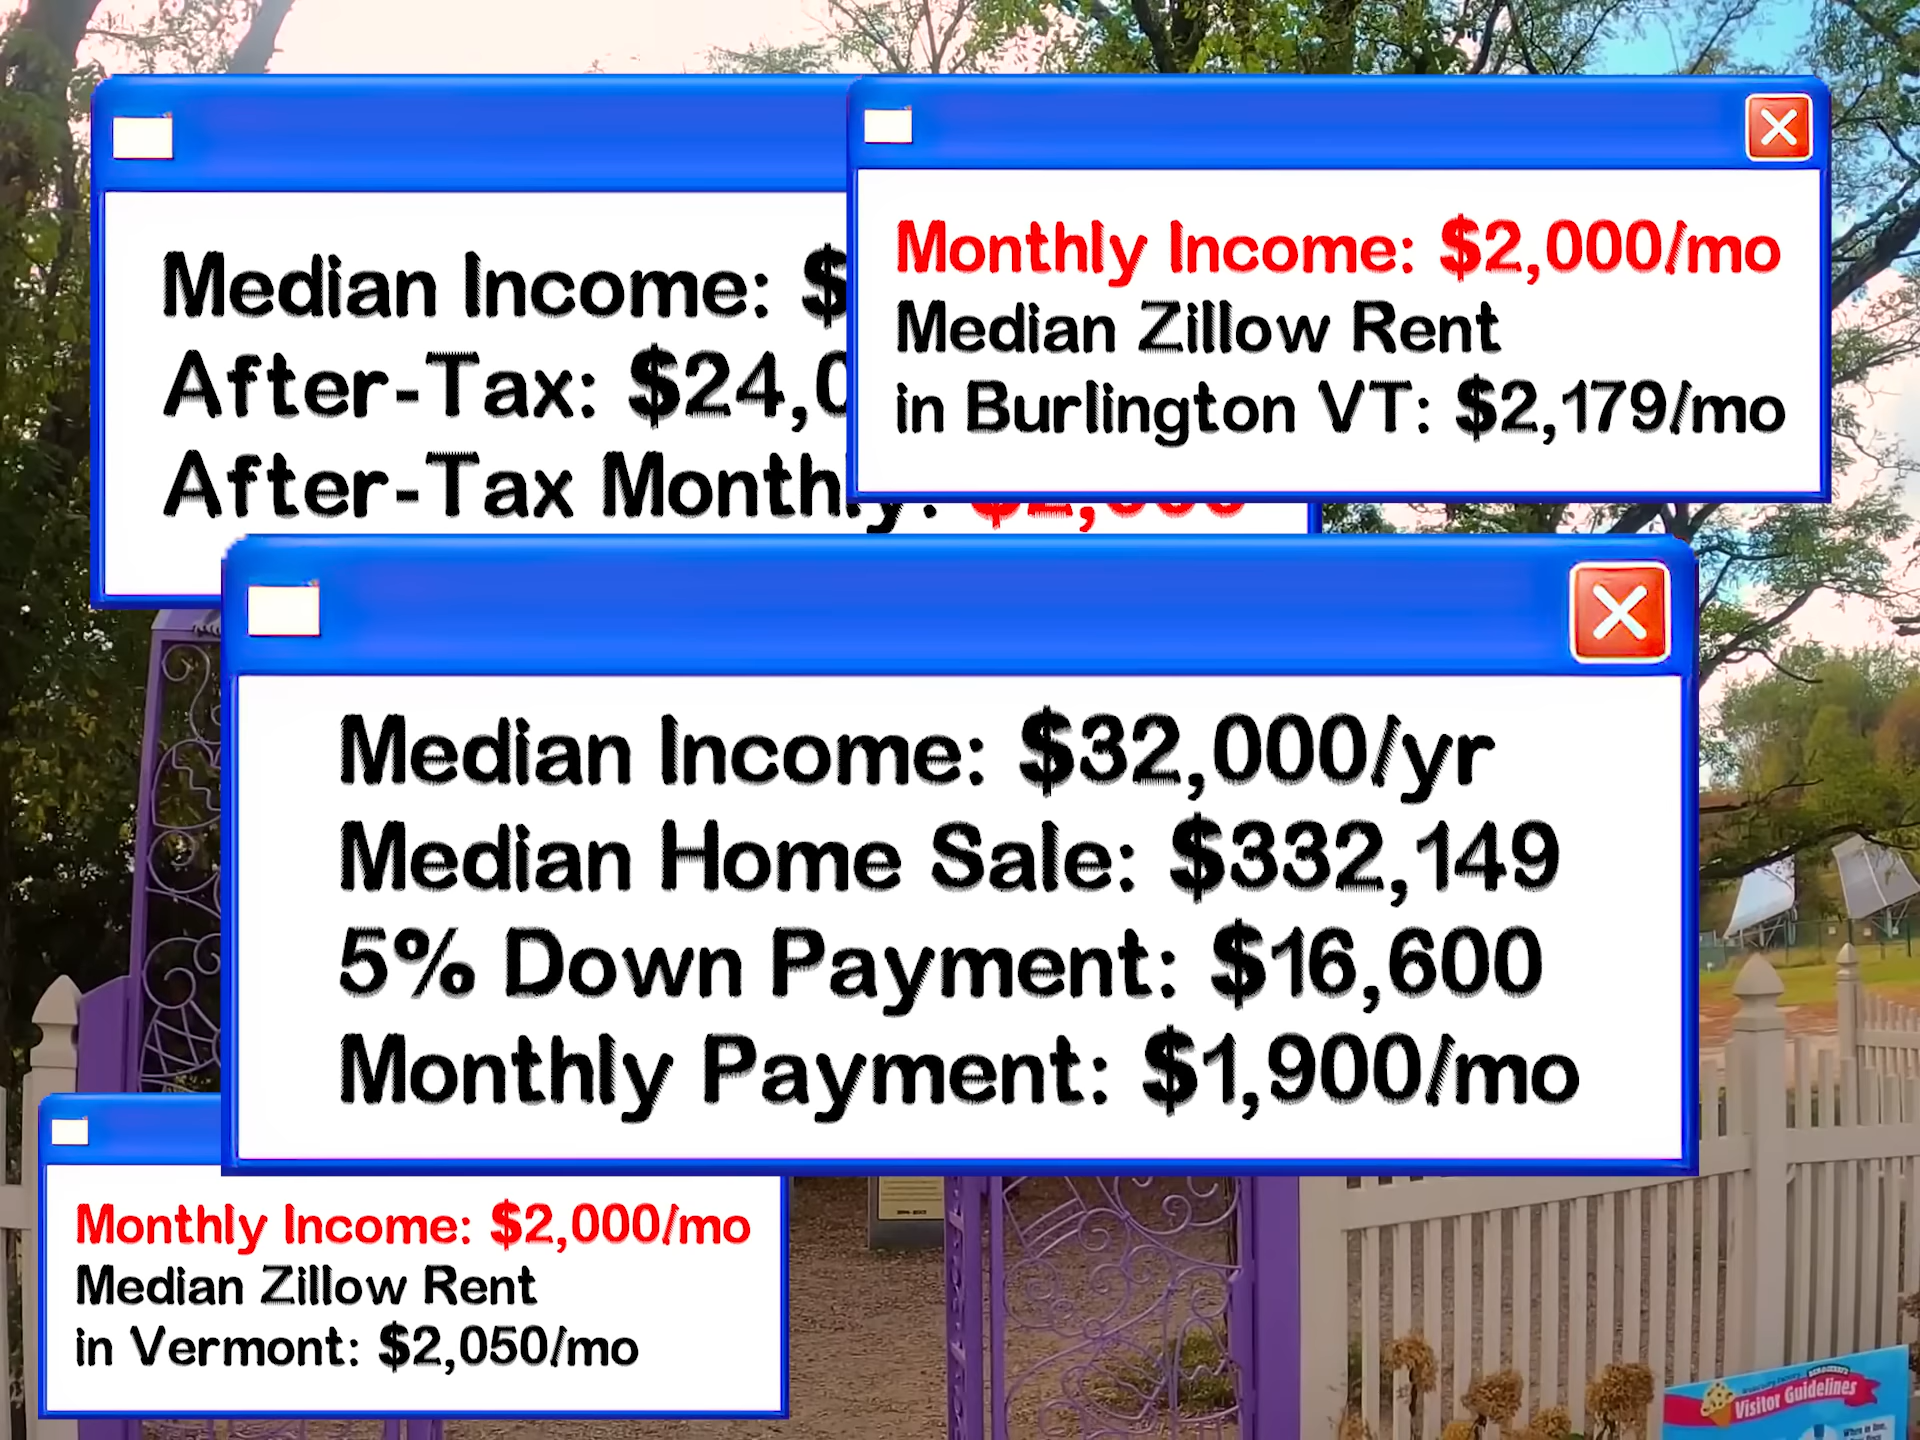 Median Income: $
After-Tax: $24,0
After-Tax Monthly: $2,000
Monthly Income: $2,000/mo
Median Zillow Rent
in Burlington VT: $2,179/mo
Median Income: $32,000/yr
Median Home Sale: $332,149
5% Down Payment: $16,600
Monthly Payment: $1,900/mo
Monthly Income: $2,000/mo
Median Zillow Rent
in Vermont: $2,050/mo
Visitor Guidelines